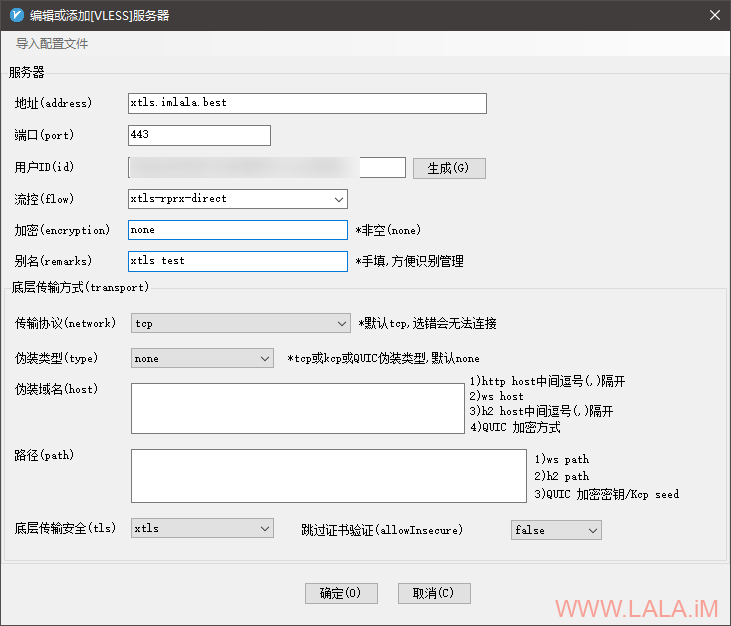 编辑或添加[VLESS]服务器
导入配置文件
服务器
地址(address) xtls.imlala.best
端口(port) 443
用户ID(id) 生成(G)
流控(flow) xtls-rprx-direct
加密(encryption) none *非空(none)
别名(remarks) xtls test *手填,方便识别管理
底层传输方式(transport)
传输协议(network) tcp *默认tcp,选错会无法连接
伪装类型(type) none *tcp或kcp或QUIC伪装类型,默认none
伪装域名(host)
1)http host中间逗号(,)隔开
2)ws host
3)h2 host中间逗号(,)隔开
4)QUIC 加密方式
路径(path)
1)ws path
2)h2 path
3)QUIC 加密密钥/Kcp seed
底层传输安全(tls) xtls 跳过证书验证(allowInsecure) false
确定(O) 取消(C)
WWW.LALA.iM